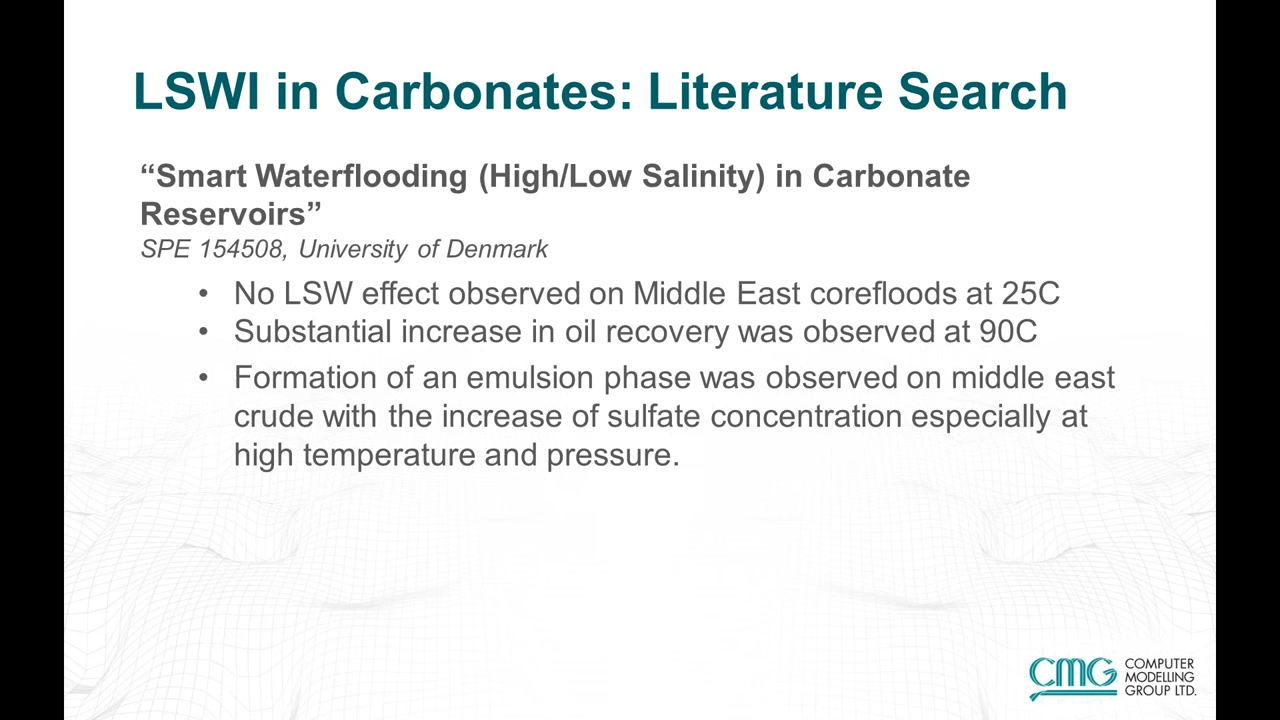 LSWI in Carbonates: Literature Search
“Smart Waterflooding (High/Low Salinity) in Carbonate
Reservoirs”
SPE 154508, University of Denmark
• No LSW effect observed on Middle East corefloods at 25C
• Substantial increase in oil recovery was observed at 90C
• Formation of an emulsion phase was observed on middle east
crude with the increase of sulfate concentration especially at
high temperature and pressure.
CMG
COMPUTER
MODELLING
GROUP LTD.